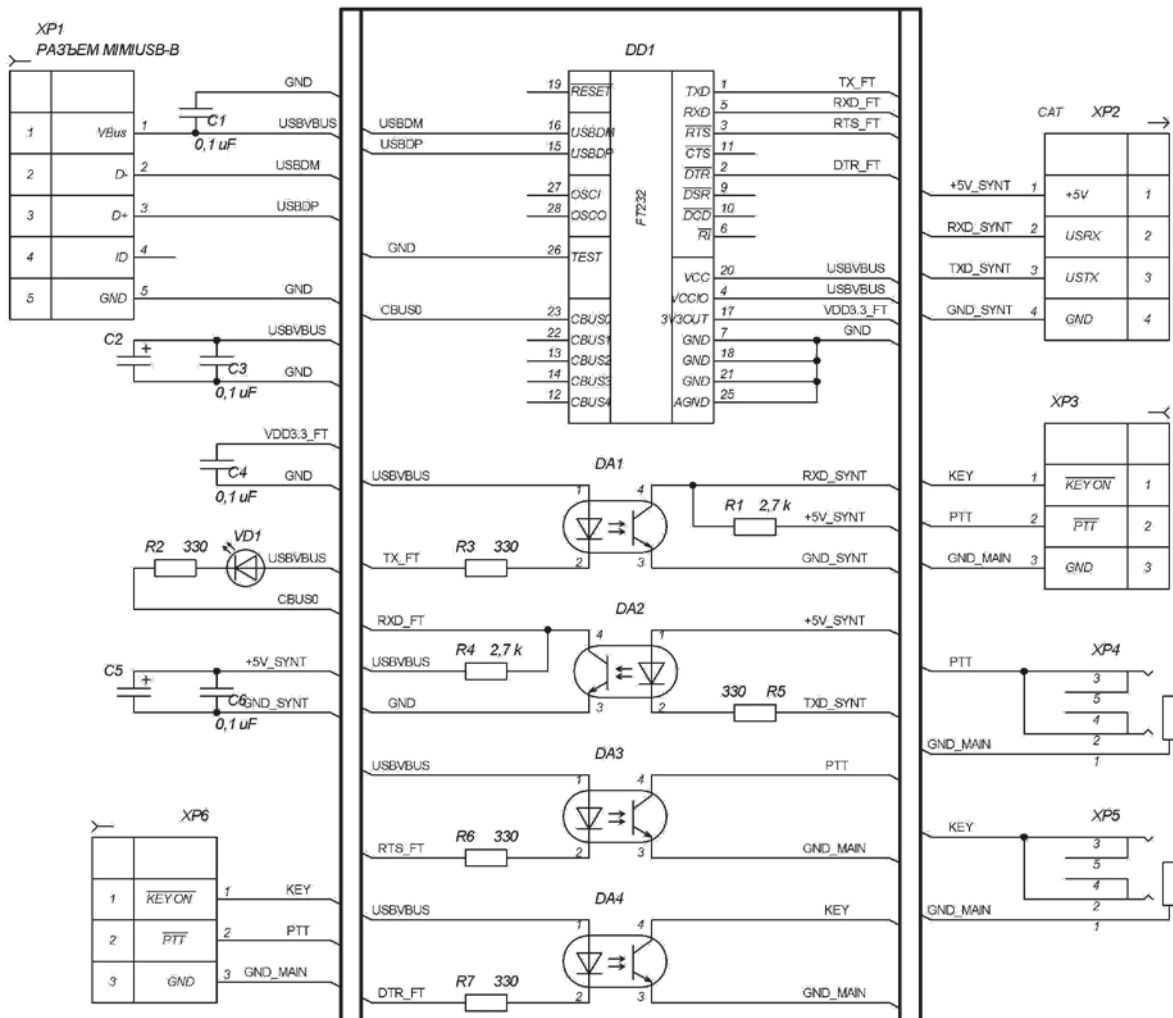 XP1
РАЗЪЕМ MIMIUSB-B
1 VBus 1
2 D- 2
3 D+ 3
4 ID 4
5 GND 5
GND
C1
0,1 uF
USBVBUS
USBDM
USBDP
GND
USBVBUS
C2 +
C3
GND
0,1 uF
VDD3.3_FT
C4
GND
0,1 uF
R2 330
VD1
USBVBUS
CBUS0
C5 +
+5V_SYNT
C6
GND_SYNT
0,1 uF
XP6
1 KEY ON 1 KEY
2 PTT 2 PTT
3 GND 3 GND_MAIN
DD1
FT232
19 RESET
USBDM 16 USBDM
USBDP 15 USBDP
27 OSCI
28 OSCO
GND 26 TEST
CBUS0 23 CBUS0
22 CBUS1
13 CBUS2
14 CBUS3
12 CBUS4
TXD 1 TX_FT
RXD 5 RXD_FT
RTS 3 RTS_FT
CTS 11
DTR 2 DTR_FT
DSR 9
DCD 10
RI 6
VCC 20 USBVBUS
VCCIO 4 USBVBUS
3V3OUT 17 VDD3.3_FT
GND 7 GND
GND 18
GND 21
AGND 25
DA1
USBVBUS 1 4 RXD_SYNT
R1 2,7 k +5V_SYNT
TX_FT R3 330 2 3 GND_SYNT
DA2
RXD_FT 4 1 +5V_SYNT
USBVBUS R4 2,7 k
GND 3 2 330 R5 TXD_SYNT
DA3
USBVBUS 1 4 PTT
RTS_FT R6 330 2 3 GND_MAIN
DA4
USBVBUS 1 4 KEY
DTR_FT R7 330 2 3 GND_MAIN
CAT XP2
+5V_SYNT 1 +5V 1
RXD_SYNT 2 USRX 2
TXD_SYNT 3 USTX 3
GND_SYNT 4 GND 4
XP3
KEY 1 KEY ON 1
PTT 2 PTT 2
GND_MAIN 3 GND 3
XP4
PTT
3
5
4
2
GND_MAIN 1
XP5
KEY
3
5
4
2
GND_MAIN 1